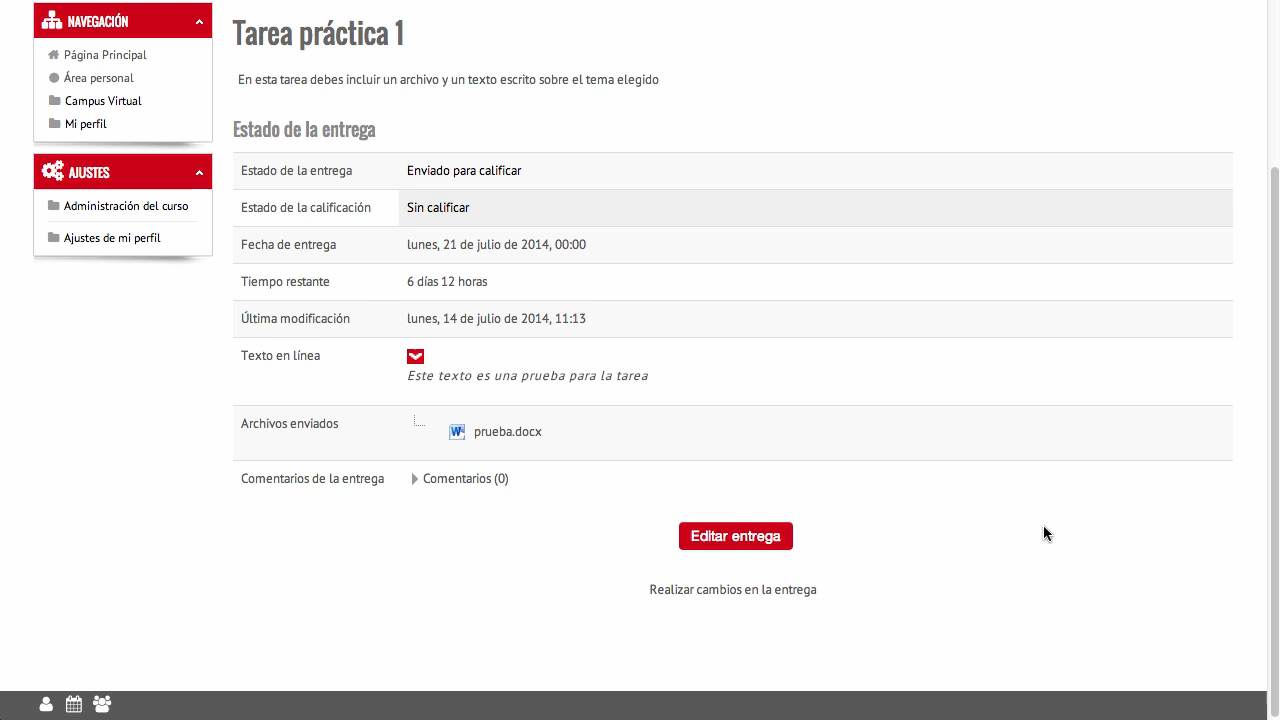 NAVEGACIÓN
Página Principal
Área personal
Campus Virtual
Mi perfil
AJUSTES
Administración del curso
Ajustes de mi perfil
Tarea práctica 1
En esta tarea debes incluir un archivo y un texto escrito sobre el tema elegido
Estado de la entrega
Estado de la entrega Enviado para calificar
Estado de la calificación Sin calificar
Fecha de entrega lunes, 21 de julio de 2014, 00:00
Tiempo restante 6 días 12 horas
Última modificación lunes, 14 de julio de 2014, 11:13
Texto en línea
Este texto es una prueba para la tarea
Archivos enviados
prueba.docx
Comentarios de la entrega Comentarios (0)
Editar entrega
Realizar cambios en la entrega